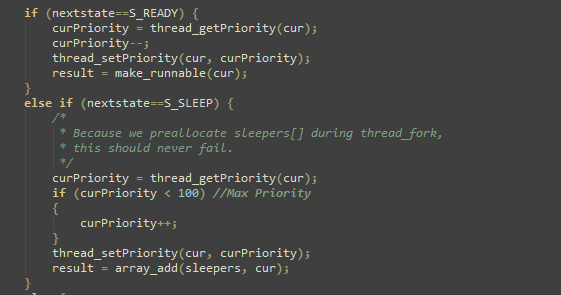 if (nextstate==S_READY) {
curPriority = thread_getPriority(cur);
curPriority--;
thread_setPriority(cur, curPriority);
result = make_runnable(cur);
}
else if (nextstate==S_SLEEP) {
/*
* Because we preallocate sleepers[] during thread_fork,
* this should never fail.
*/
curPriority = thread_getPriority(cur);
if (curPriority < 100) //Max Priority
{
curPriority++;
}
thread_setPriority(cur, curPriority);
result = array_add(sleepers, cur);
}